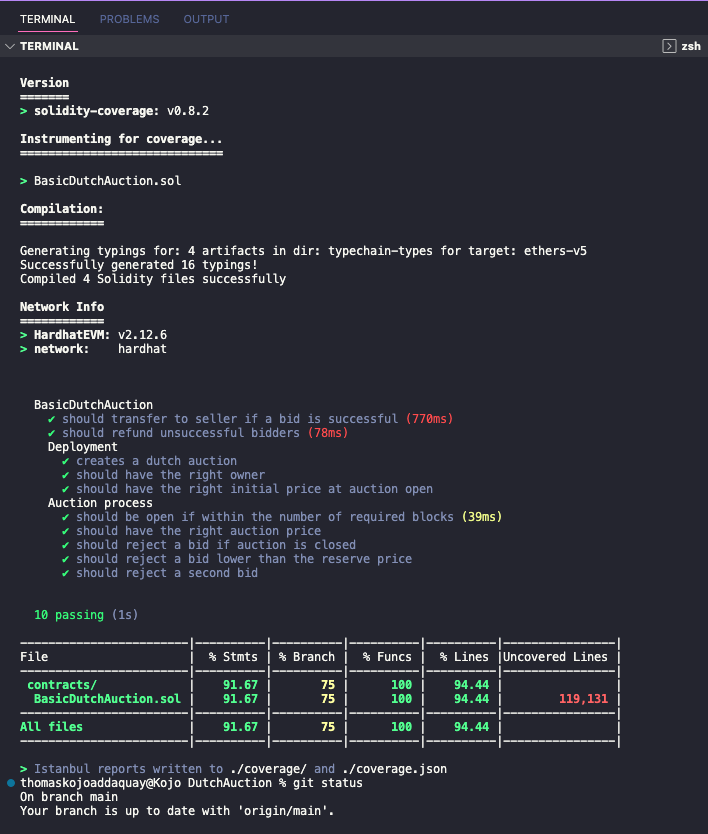 TERMINAL PROBLEMS OUTPUT
TERMINAL zsh
Version
=======
> solidity-coverage: v0.8.2
Instrumenting for coverage...
=============================
> BasicDutchAuction.sol
Compilation:
============
Generating typings for: 4 artifacts in dir: typechain-types for target: ethers-v5
Successfully generated 16 typings!
Compiled 4 Solidity files successfully
Network Info
============
> HardhatEVM: v2.12.6
> network:    hardhat
BasicDutchAuction
✔ should transfer to seller if a bid is successful (770ms)
✔ should refund unsuccessful bidders (78ms)
Deployment
✔ creates a dutch auction
✔ should have the right owner
✔ should have the right initial price at auction open
Auction process
✔ should be open if within the number of required blocks (39ms)
✔ should have the right auction price
✔ should reject a bid if auction is closed
✔ should reject a bid lower than the reserve price
✔ should reject a second bid
10 passing (1s)
------------------------|----------|----------|----------|----------|----------------|
File                    |  % Stmts | % Branch |  % Funcs |  % Lines |Uncovered Lines |
------------------------|----------|----------|----------|----------|----------------|
 contracts/             |    91.67 |       75 |      100 |    94.44 |                |
  BasicDutchAuction.sol |    91.67 |       75 |      100 |    94.44 |        119,131 |
------------------------|----------|----------|----------|----------|----------------|
All files               |    91.67 |       75 |      100 |    94.44 |                |
------------------------|----------|----------|----------|----------|----------------|
> Istanbul reports written to ./coverage/ and ./coverage.json
thomaskojoaddaquay@Kojo DutchAuction % git status
On branch main
Your branch is up to date with 'origin/main'.